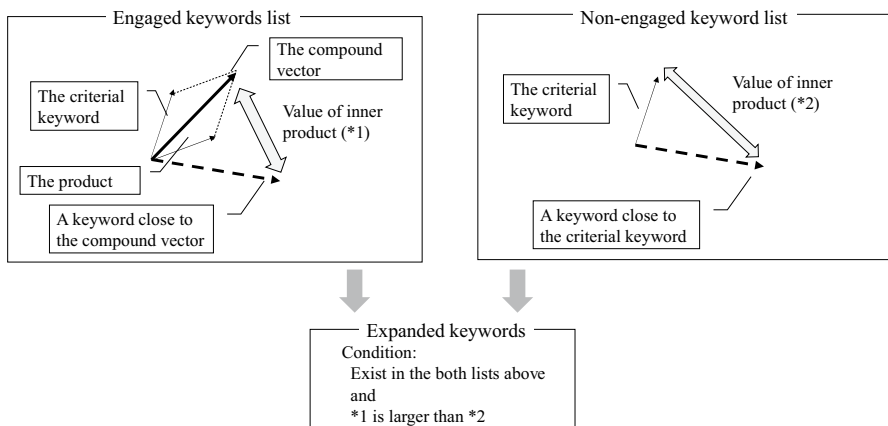 Engaged keywords list
The compound
vector
The criterial
keyword
Value of inner
product (*1)
The product
A keyword close to
the compound vector
Non-engaged keyword list
The criterial
keyword
Value of inner
product (*2)
A keyword close to
the criterial keyword
Expanded keywords
Condition:
Exist in the both lists above
and
*1 is larger than *2